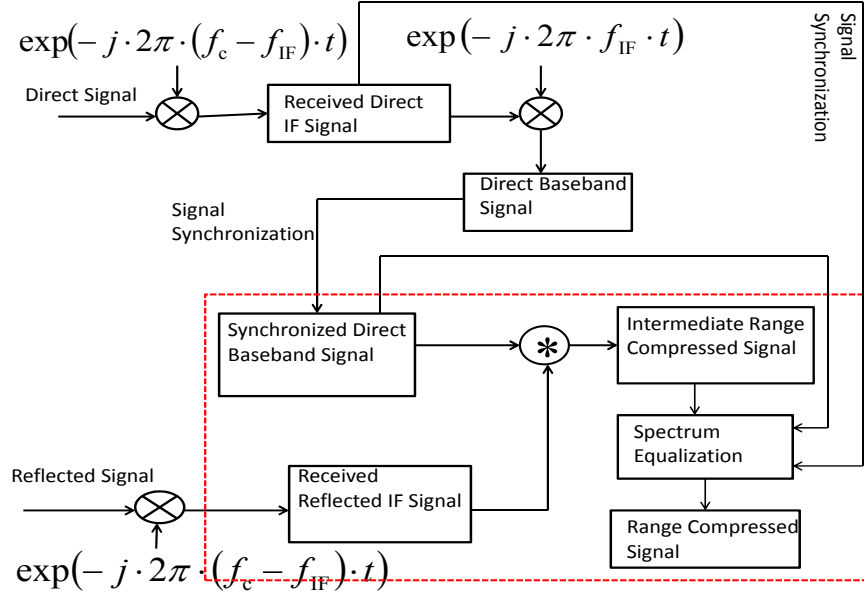 exp(− j · 2π · (f_c − f_IF) · t)
exp(− j · 2π · f_IF · t)
Signal
Synchronization
Direct Signal
Received Direct
IF Signal
Direct Baseband
Signal
Signal
Synchronization
Synchronized Direct
Baseband Signal
*
Intermediate Range
Compressed Signal
Spectrum
Equalization
Reflected Signal
Received
Reflected IF Signal
Range Compressed
Signal
exp(− j · 2π · (f_c − f_IF) · t)